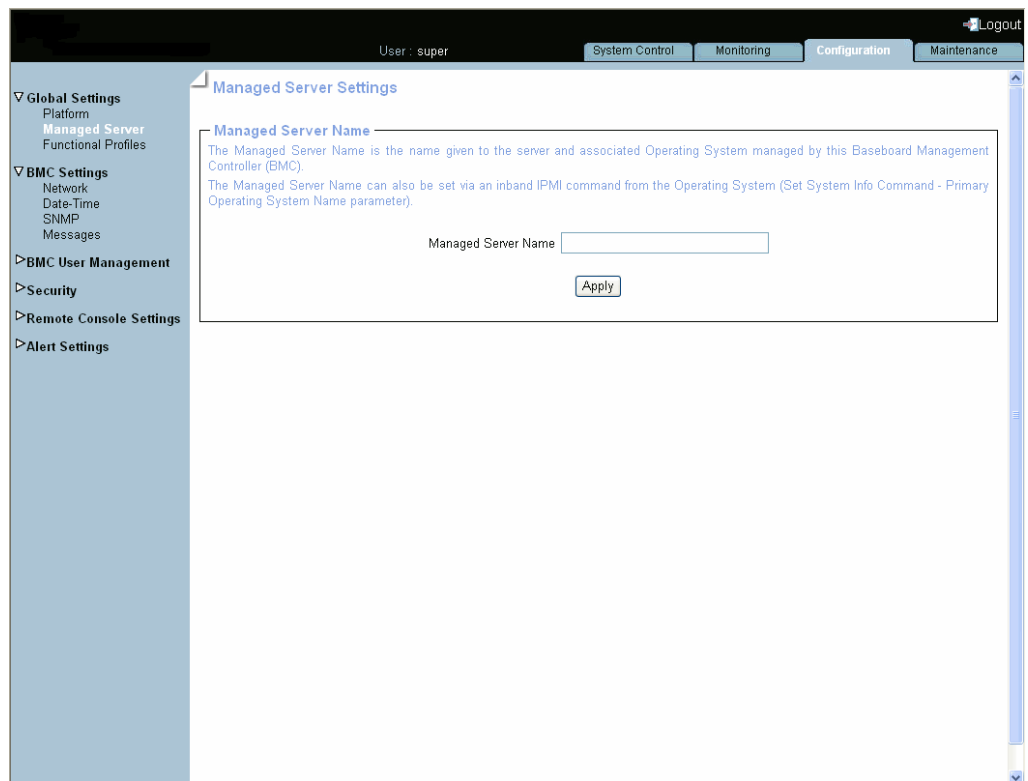 Logout
User : super
System Control
Monitoring
Configuration
Maintenance
Global Settings
Platform
Managed Server
Functional Profiles
BMC Settings
Network
Date-Time
SNMP
Messages
BMC User Management
Security
Remote Console Settings
Alert Settings
Managed Server Settings
Managed Server Name
The Managed Server Name is the name given to the server and associated Operating System managed by this Baseboard Management
Controller (BMC).
The Managed Server Name can also be set via an inband IPMI command from the Operating System (Set System Info Command - Primary
Operating System Name parameter).
Managed Server Name
Apply